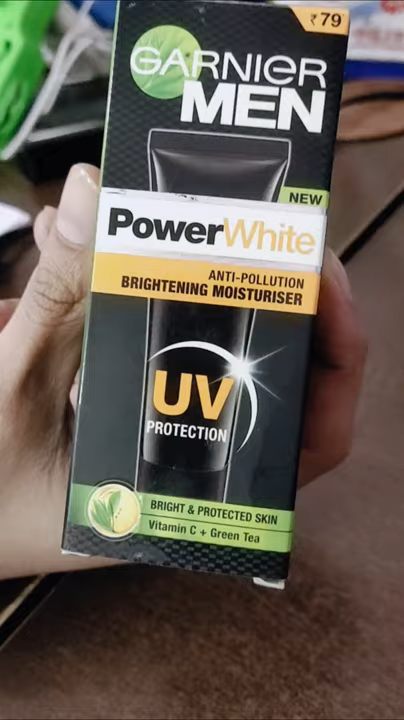 ₹79
GARNIER
MEN
NEW
PowerWhite
ANTI-POLLUTION
BRIGHTENING MOISTURISER
UV
PROTECTION
BRIGHT & PROTECTED SKIN
Vitamin C + Green Tea